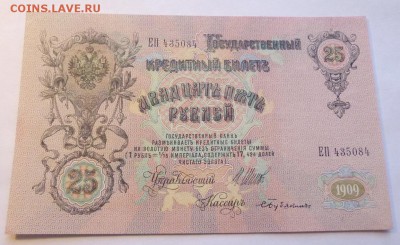 COINS.LAVE.RU
ЕП 435084 ГОСУДАРСТВЕННЫЙ
25
КРЕДИТНЫЙ БИЛЕТЪ
ДВАДЦАТЬ ПЯТЬ
РУБЛЕЙ
ГОСУДАРСТВЕННЫЙ БАНКЪ
РАЗМѢНИВАЕТЪ КРЕДИТНЫЕ БИЛЕТЫ
НА ЗОЛОТУЮ МОНЕТУ БЕЗЪ ОГРАНИЧЕНІЯ СУММЫ
(1 РУБЛЬ = 1/15 ИМПЕРІАЛА, СОДЕРЖИТЪ 17,424 ДОЛЕЙ
ЧИСТАГО ЗОЛОТА).
ЕП 435084
25
Управляющій
Кассиръ
1909